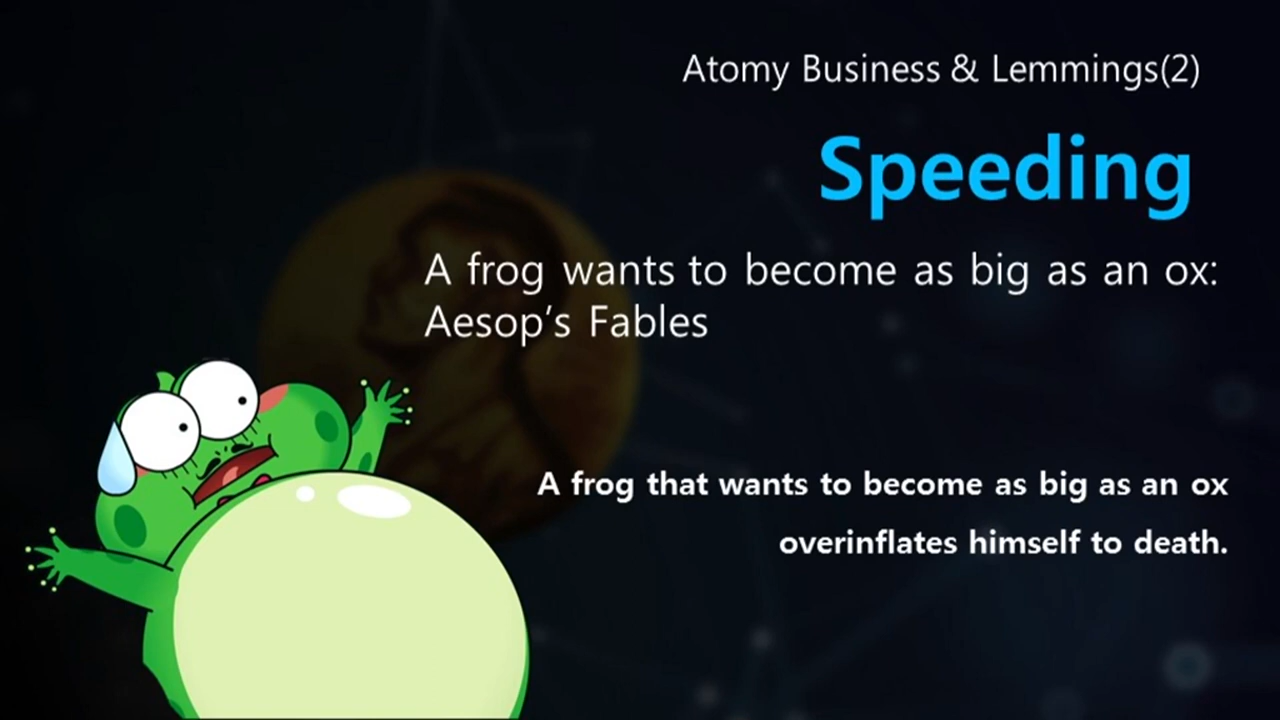 Atomy Business & Lemmings(2)
Speeding
A frog wants to become as big as an ox:
Aesop’s Fables
A frog that wants to become as big as an ox
overinflates himself to death.